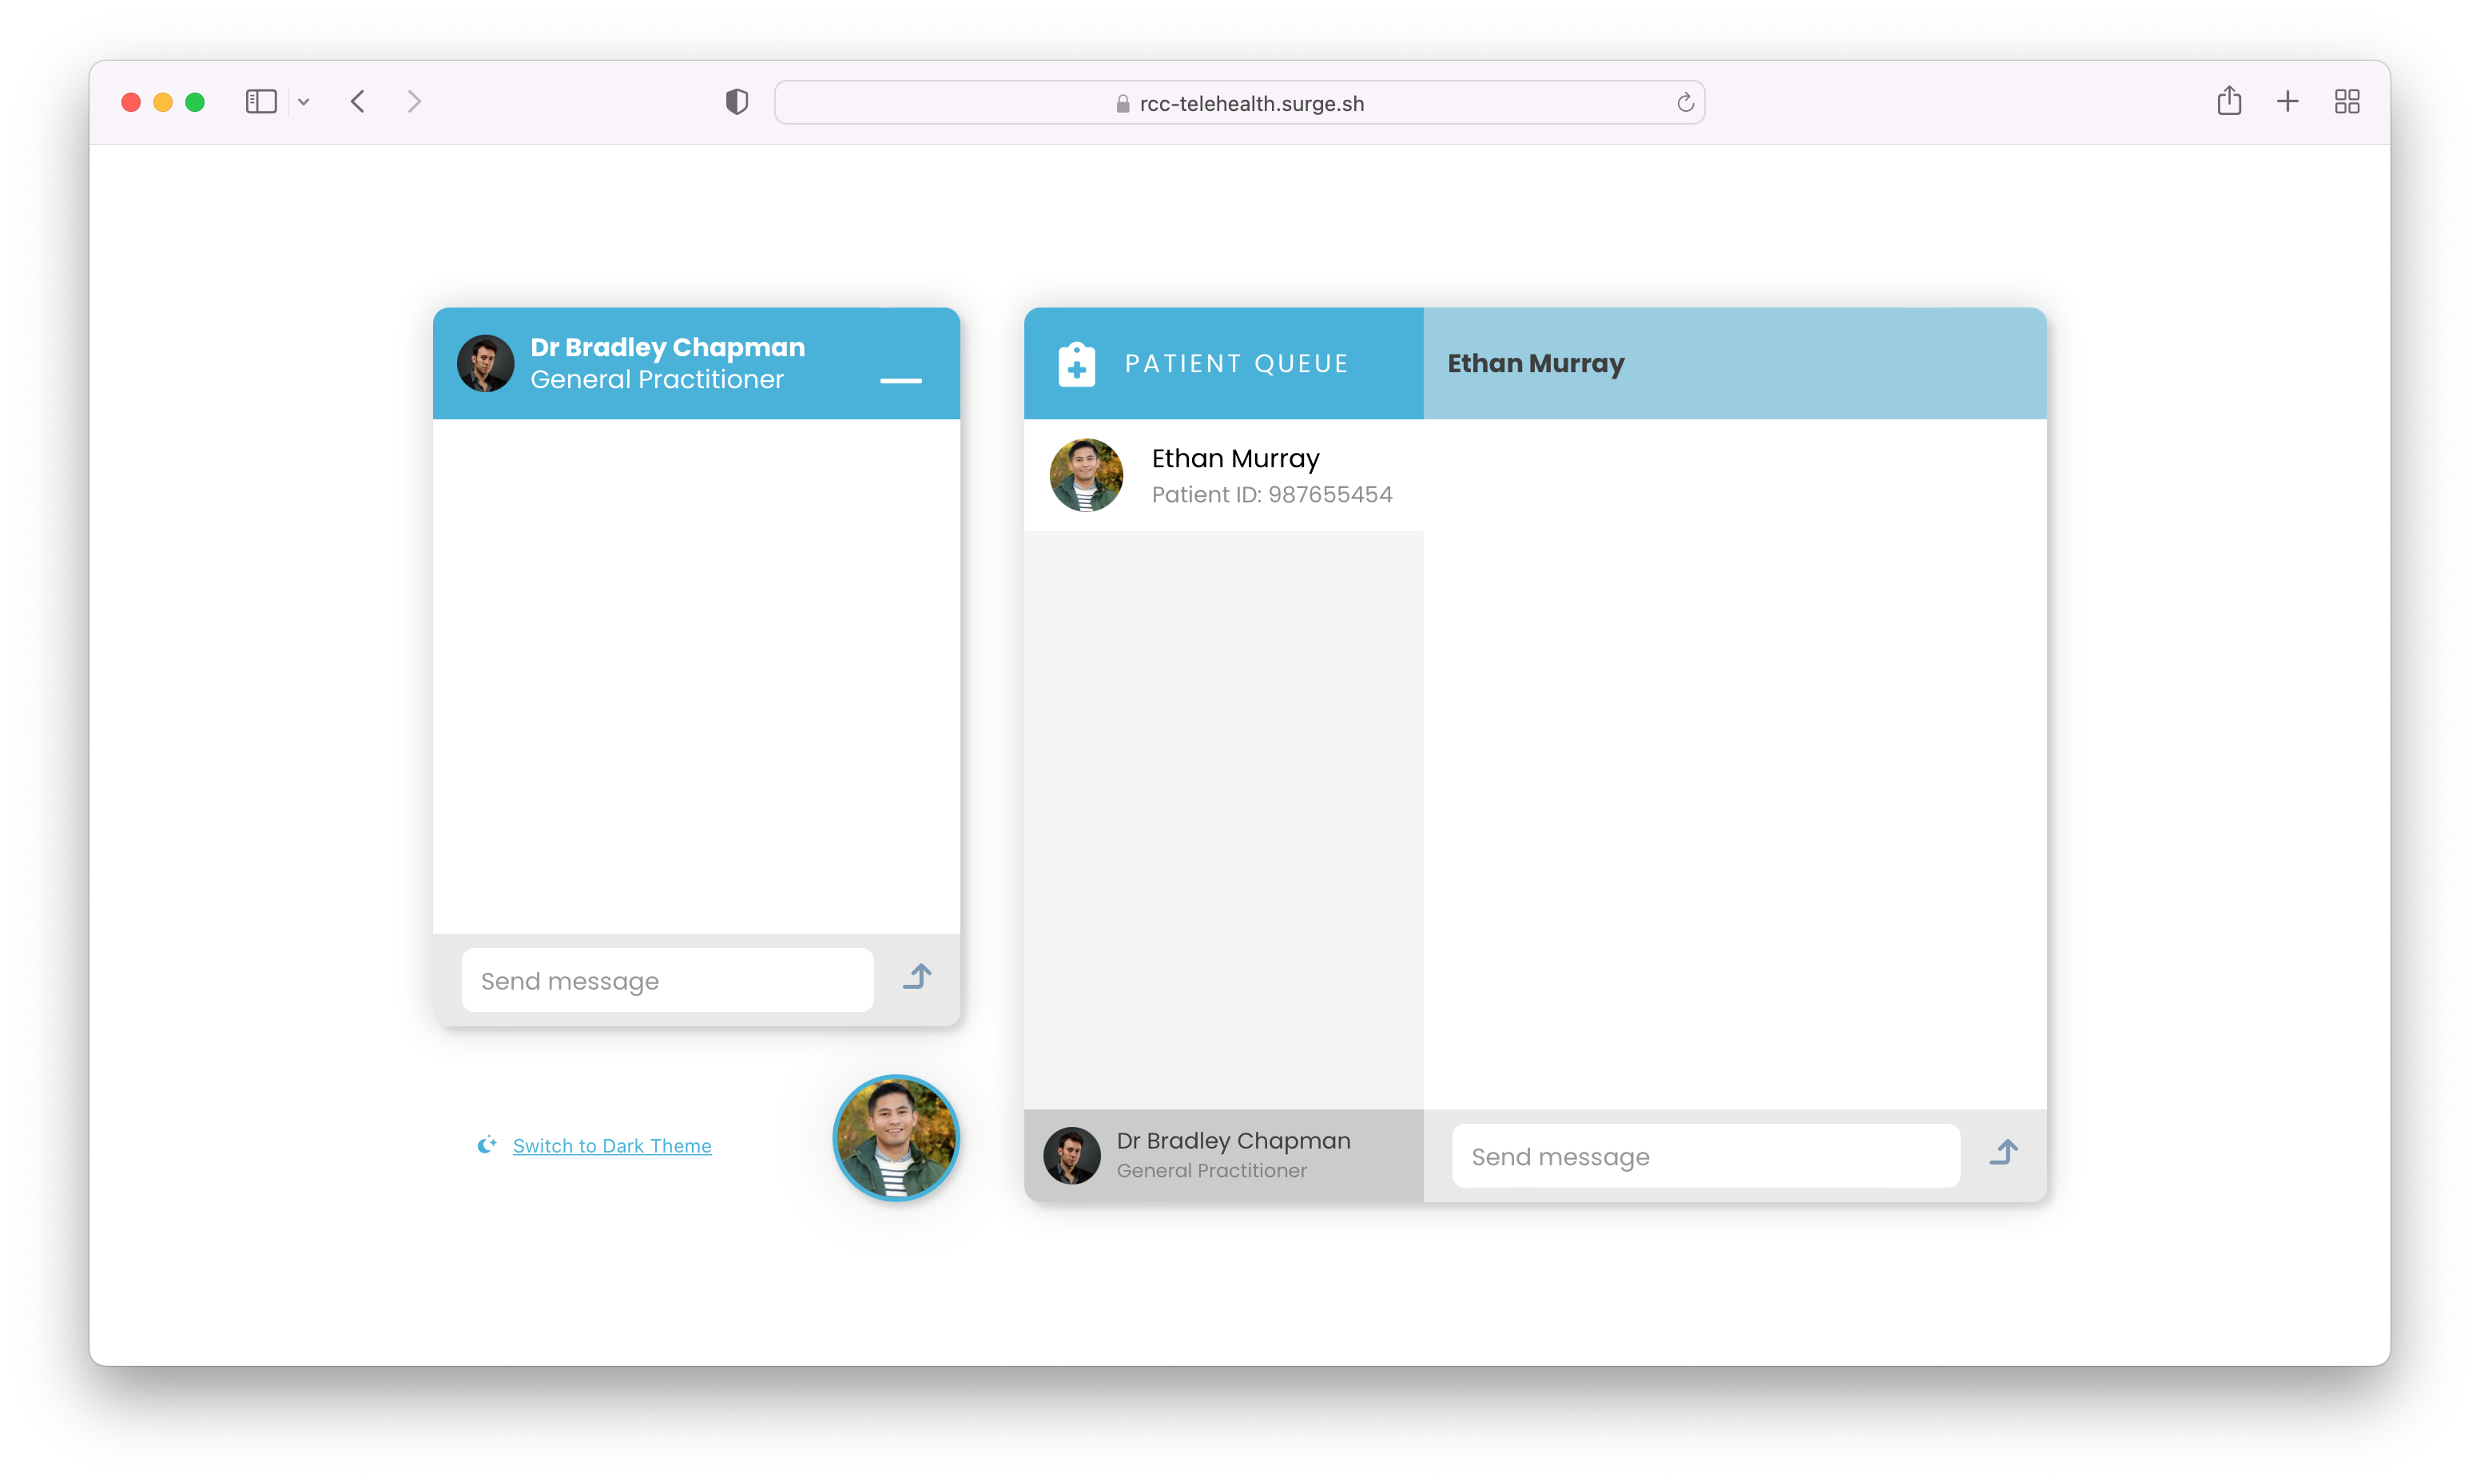 rcc-telehealth.surge.sh
Dr Bradley Chapman
General Practitioner
Send message
Switch to Dark Theme
PATIENT QUEUE
Ethan Murray
Ethan Murray
Patient ID: 987655454
Dr Bradley Chapman
General Practitioner
Send message